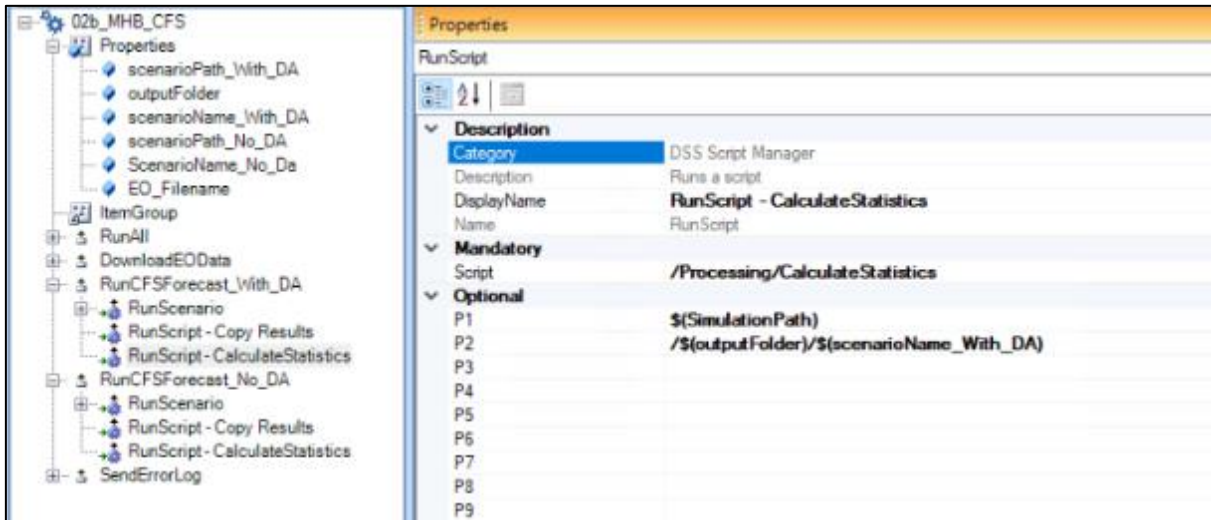 02b_MHB_CFS
Properties
scenarioPath_With_DA
outputFolder
scenarioName_With_DA
scenarioPath_No_DA
ScenarioName_No_Da
EO_Filename
ItemGroup
RunAll
DownloadEOData
RunCFSForecast_With_DA
RunScenario
RunScript - Copy Results
RunScript - CalculateStatistics
RunCFSForecast_No_DA
RunScenario
RunScript - Copy Results
RunScript - CalculateStatistics
SendErrorLog
Properties
RunScript
Description
Category DSS Script Manager
Description Runs a script
DisplayName RunScript - CalculateStatistics
Name RunScript
Mandatory
Script /Processing/CalculateStatistics
Optional
P1 $(SimulationPath)
P2 /$(outputFolder)/$(scenarioName_With_DA)
P3
P4
P5
P6
P7
P8
P9